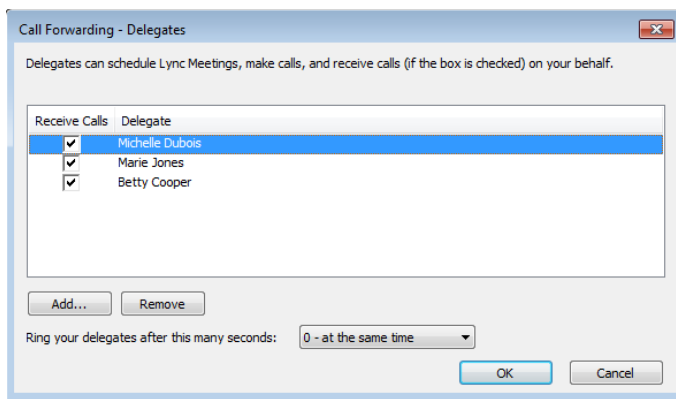 Call Forwarding - Delegates
Delegates can schedule Lync Meetings, make calls, and receive calls (if the box is checked) on your behalf.
Receive Calls Delegate
Michelle Dubois
Marie Jones
Betty Cooper
Add... Remove
Ring your delegates after this many seconds: 0 - at the same time
OK Cancel